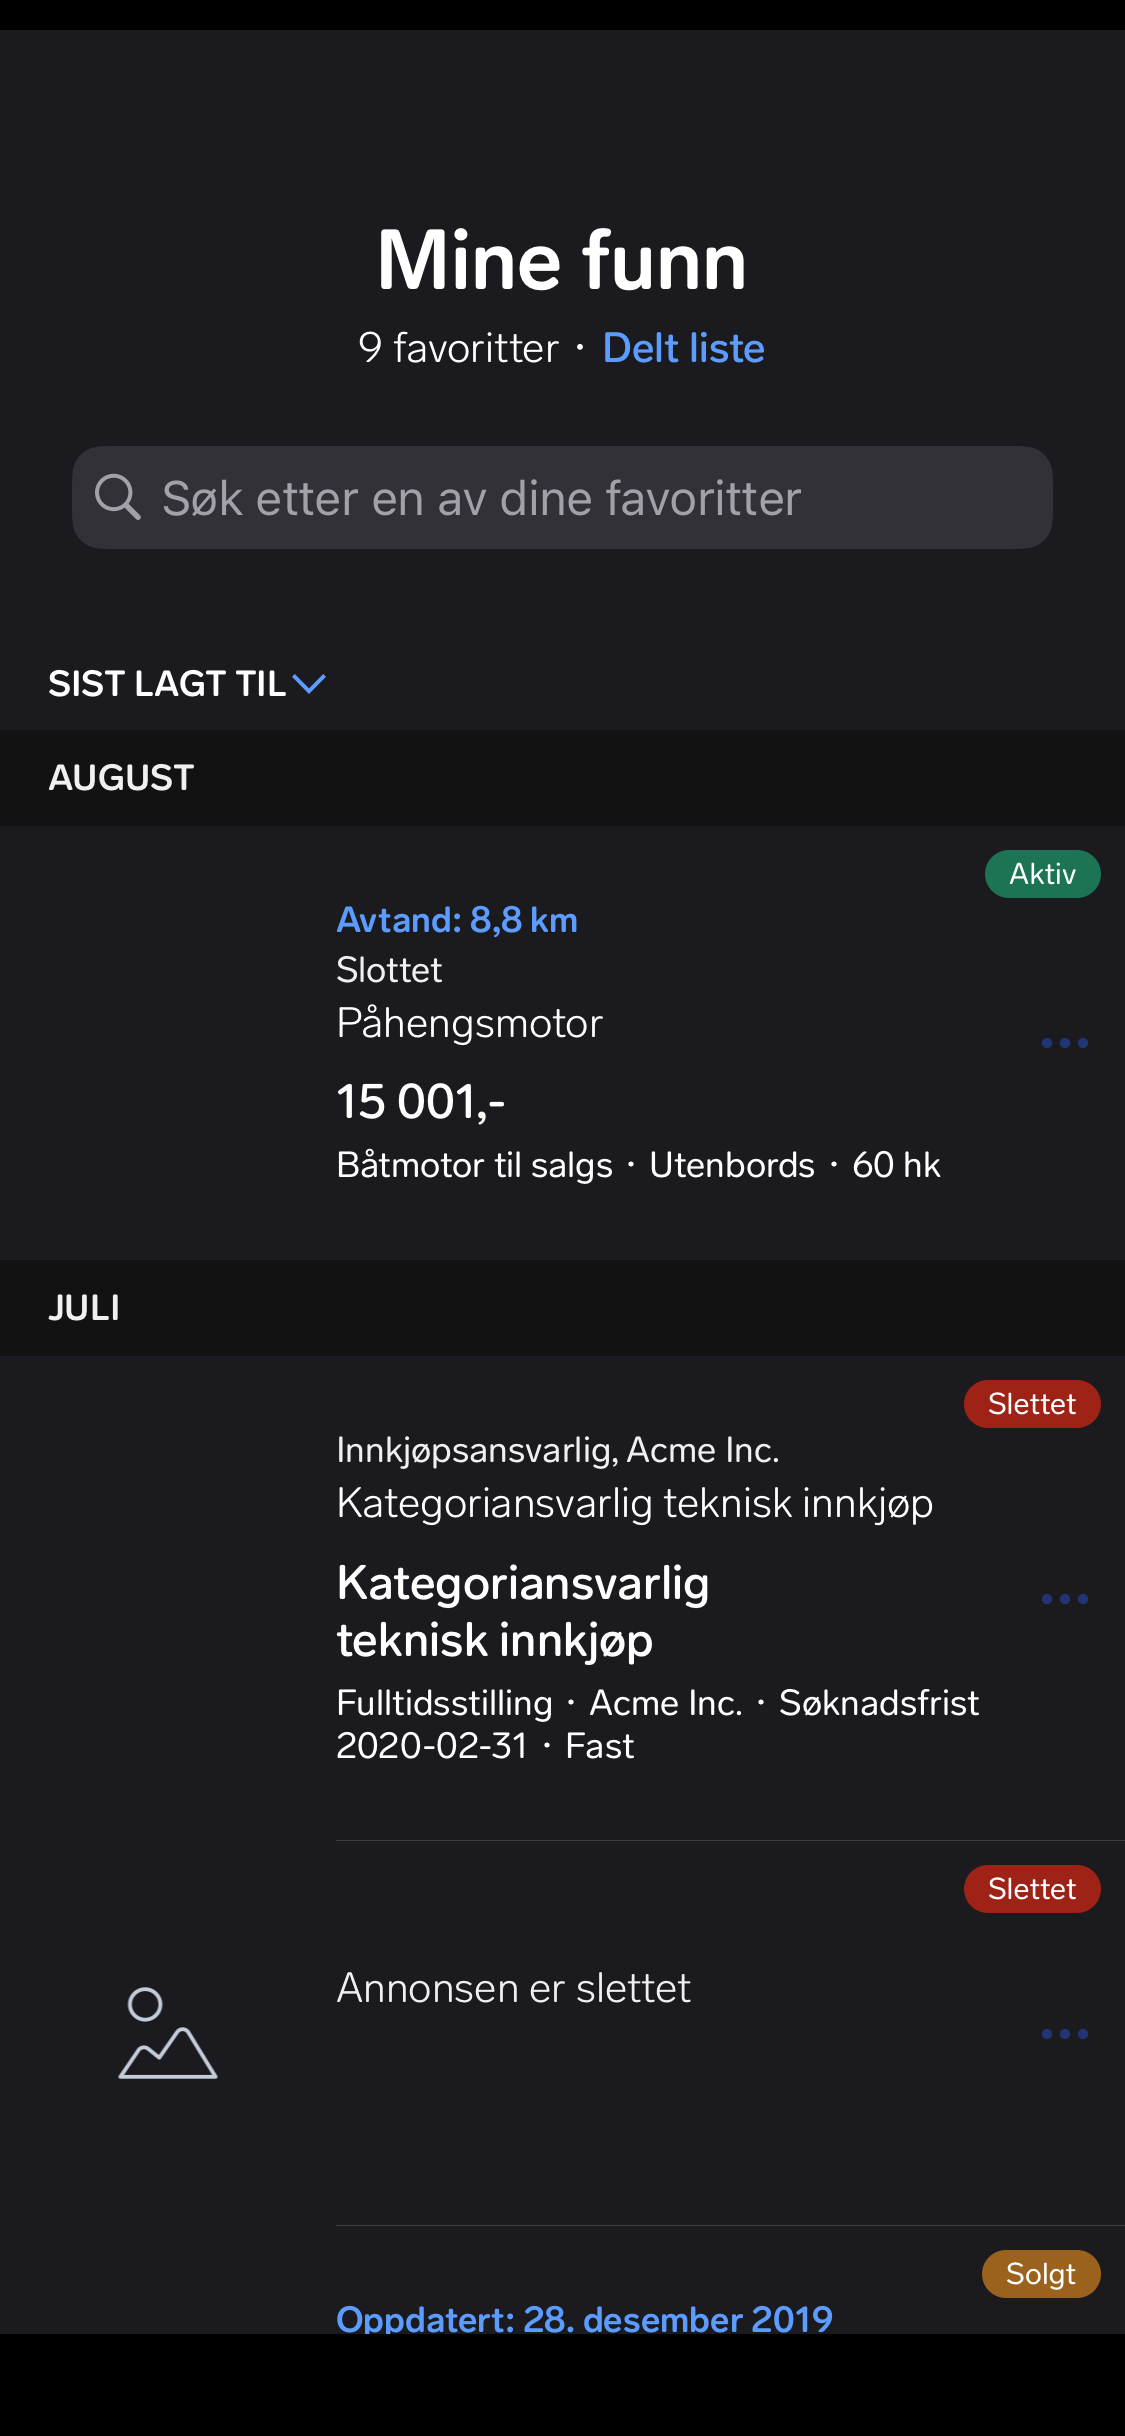 Mine funn
9 favoritter · Delt liste
Søk etter en av dine favoritter
SIST LAGT TIL
AUGUST
Aktiv
Avtand: 8,8 km
Slottet
Påhengsmotor
15 001,-
Båtmotor til salgs · Utenbords · 60 hk
JULI
Slettet
Innkjøpsansvarlig, Acme Inc.
Kategoriansvarlig teknisk innkjøp
Kategoriansvarlig
teknisk innkjøp
Fulltidsstilling · Acme Inc. · Søknadsfrist
2020-02-31 · Fast
Slettet
Annonsen er slettet
Solgt
Oppdatert: 28. desember 2019